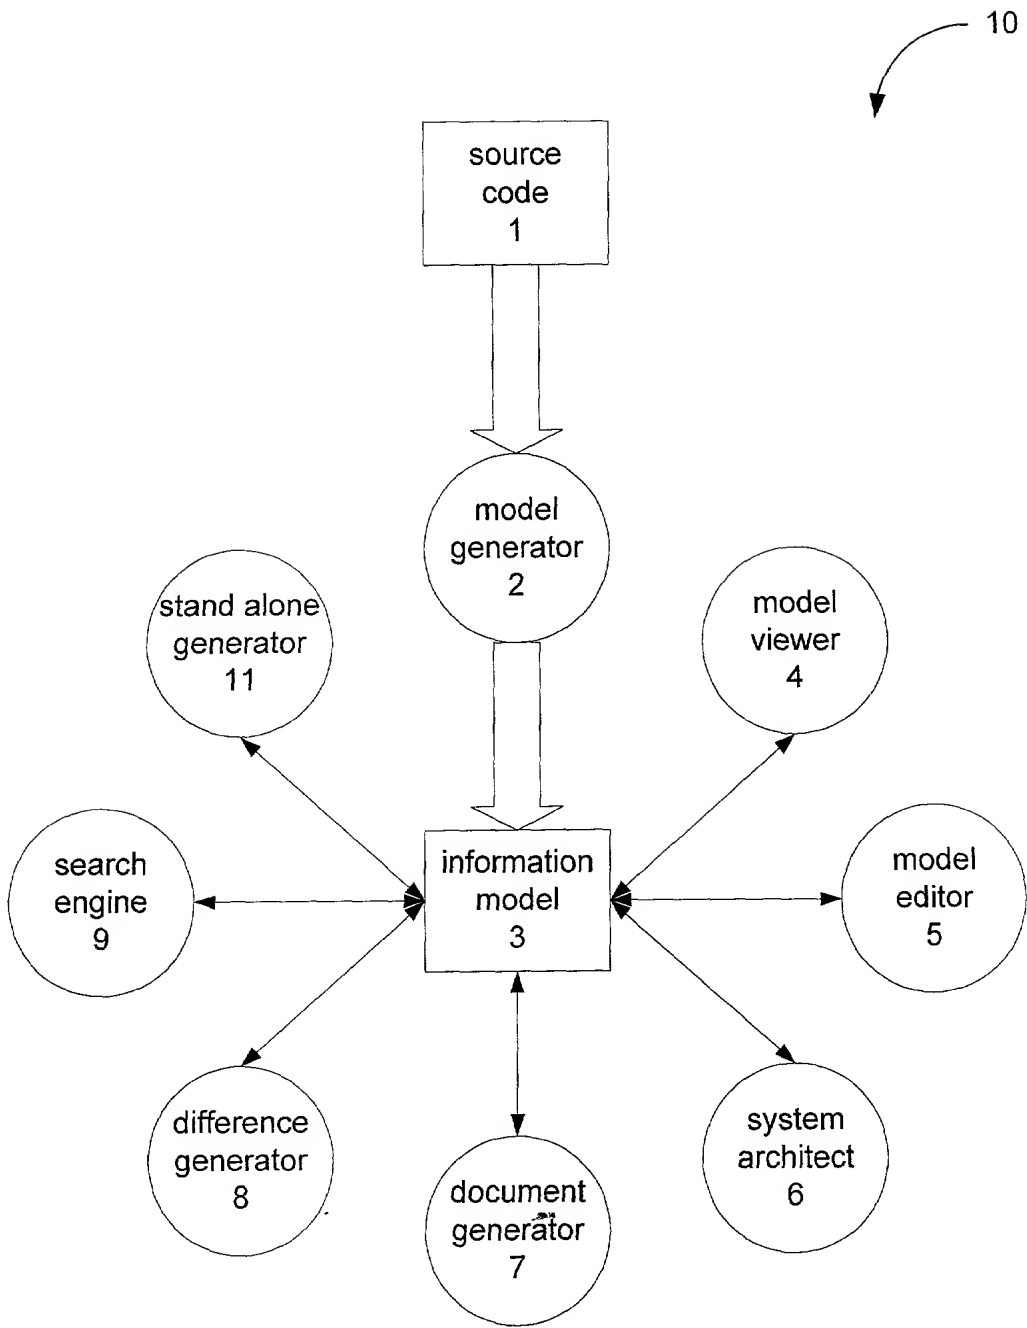 10
source
code
1
model
generator
2
stand alone
generator
11
model
viewer
4
search
engine
9
information
model
3
model
editor
5
difference
generator
8
document
generator
7
system
architect
6